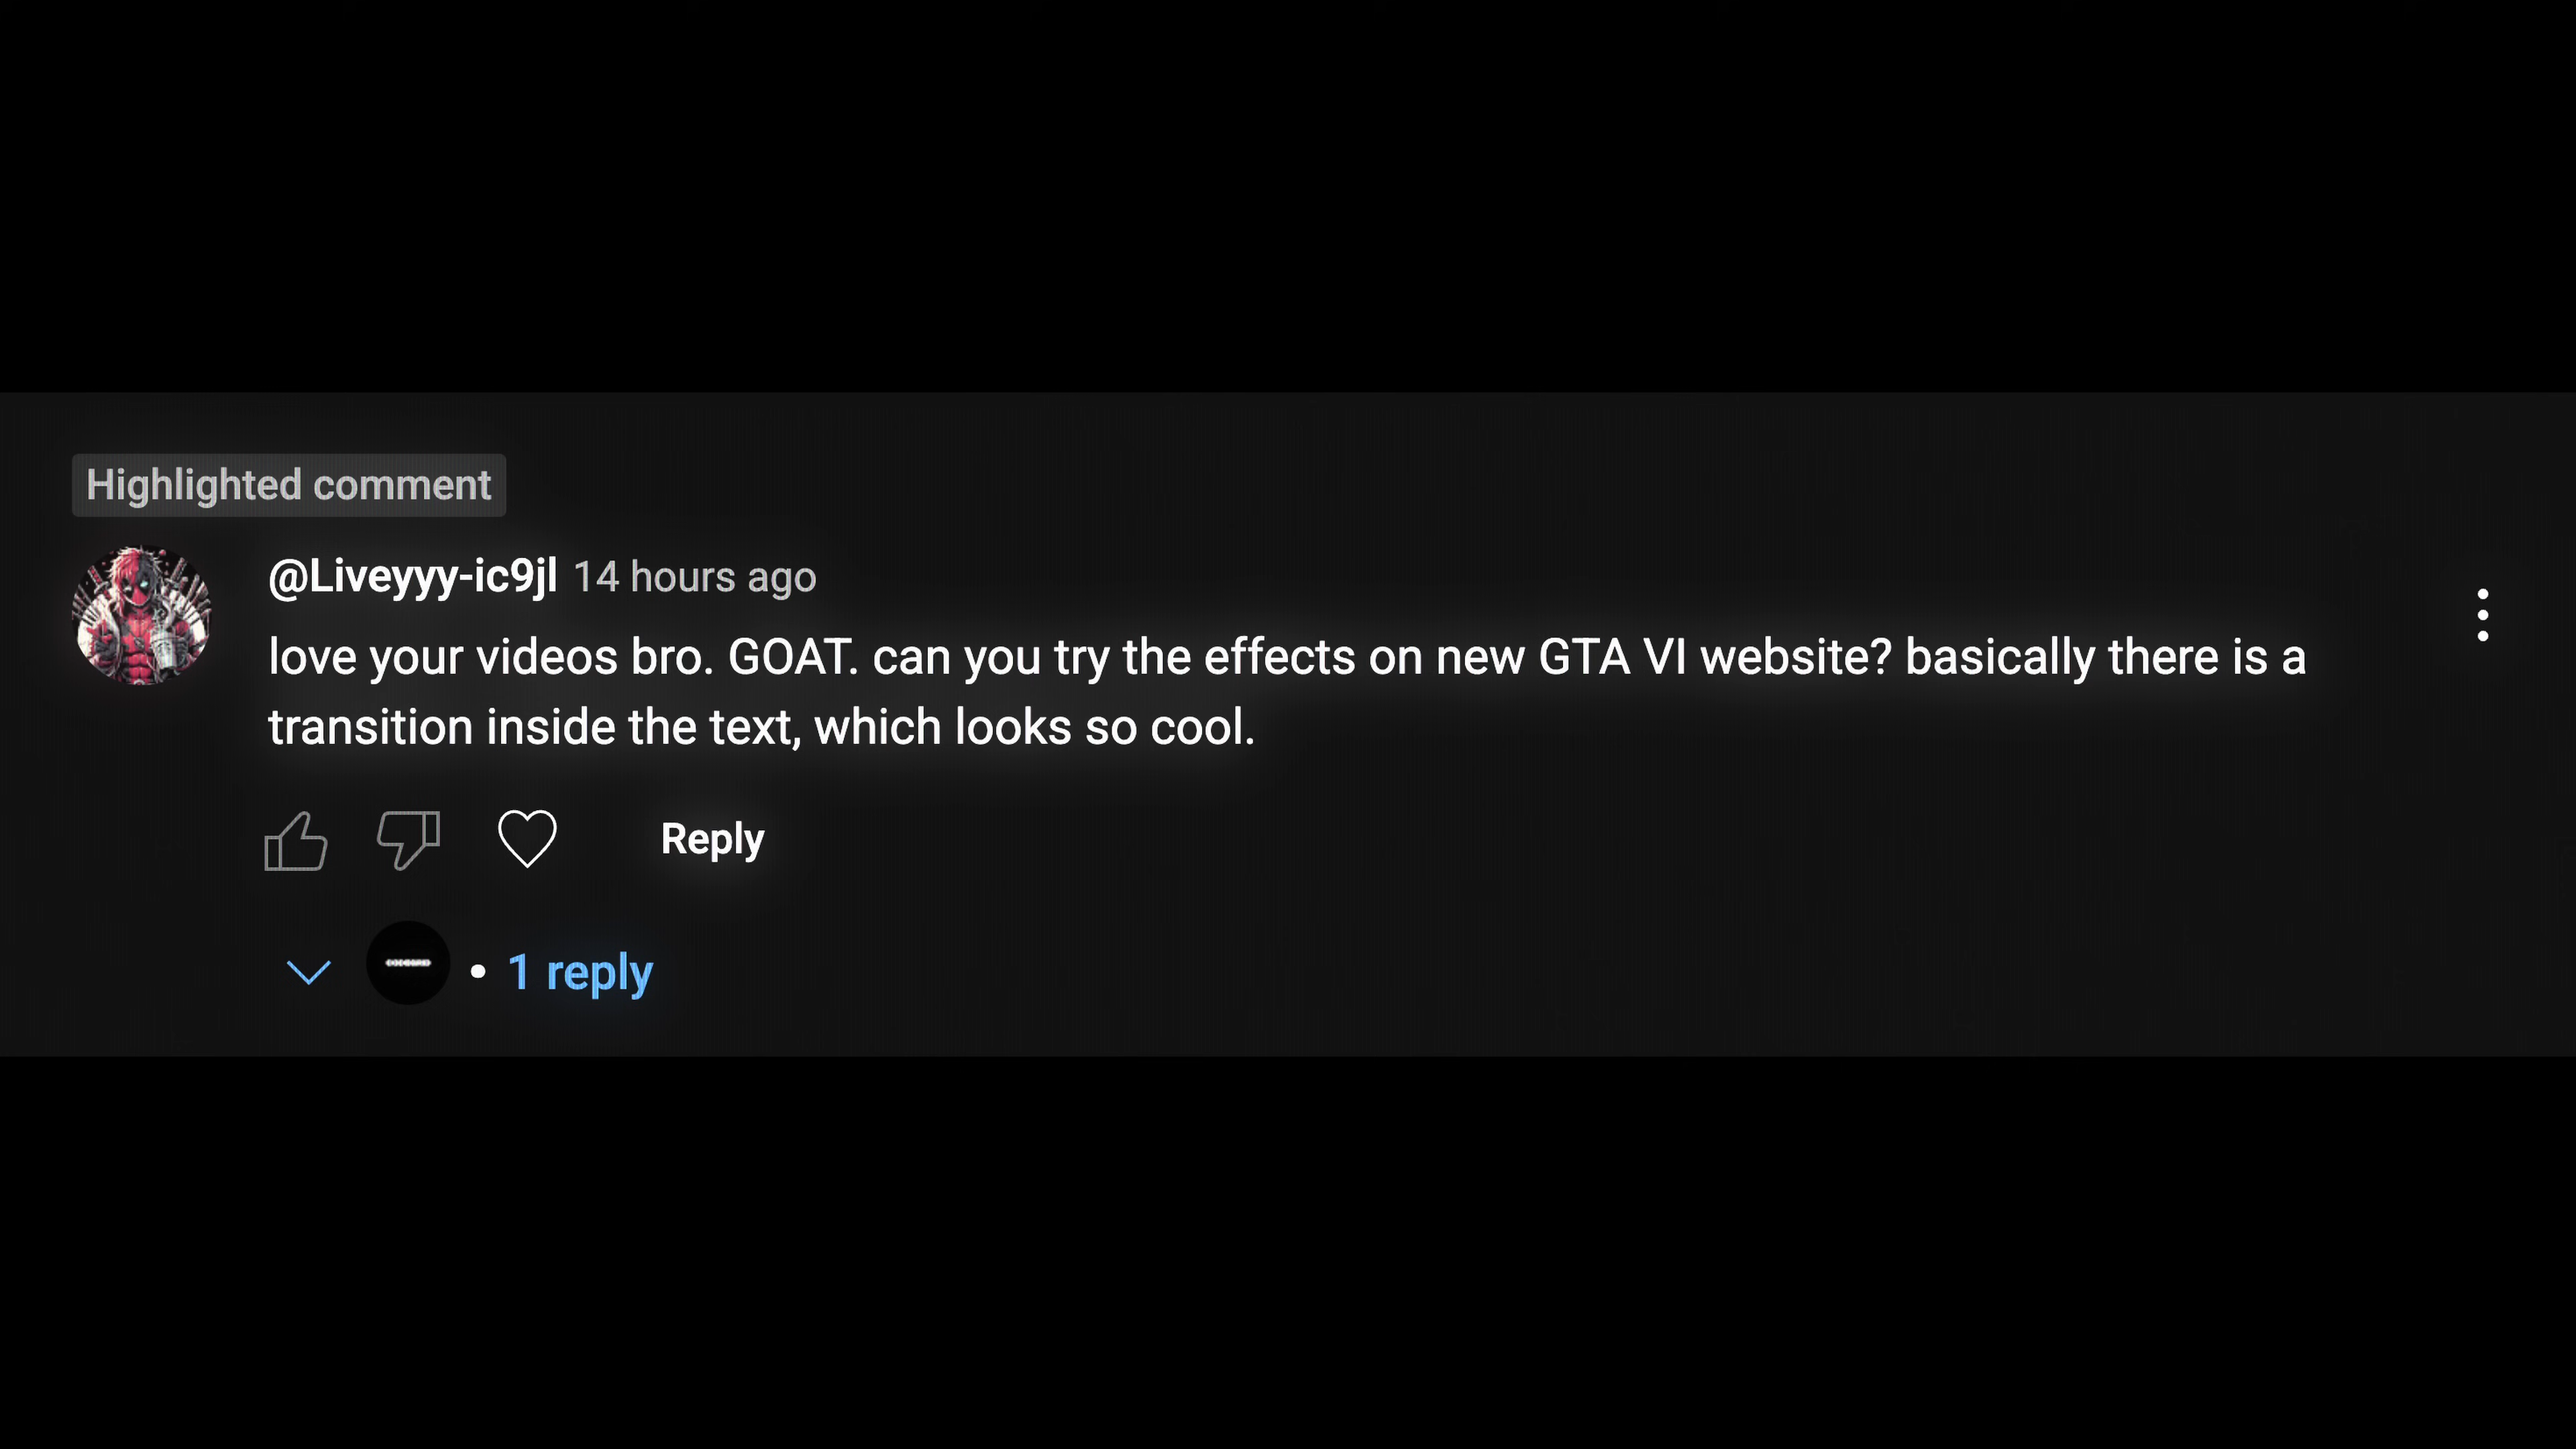 Highlighted comment
@Liveyyy-ic9jl 14 hours ago
love your videos bro. GOAT. can you try the effects on new GTA VI website? basically there is a
transition inside the text, which looks so cool.
Reply
• 1 reply